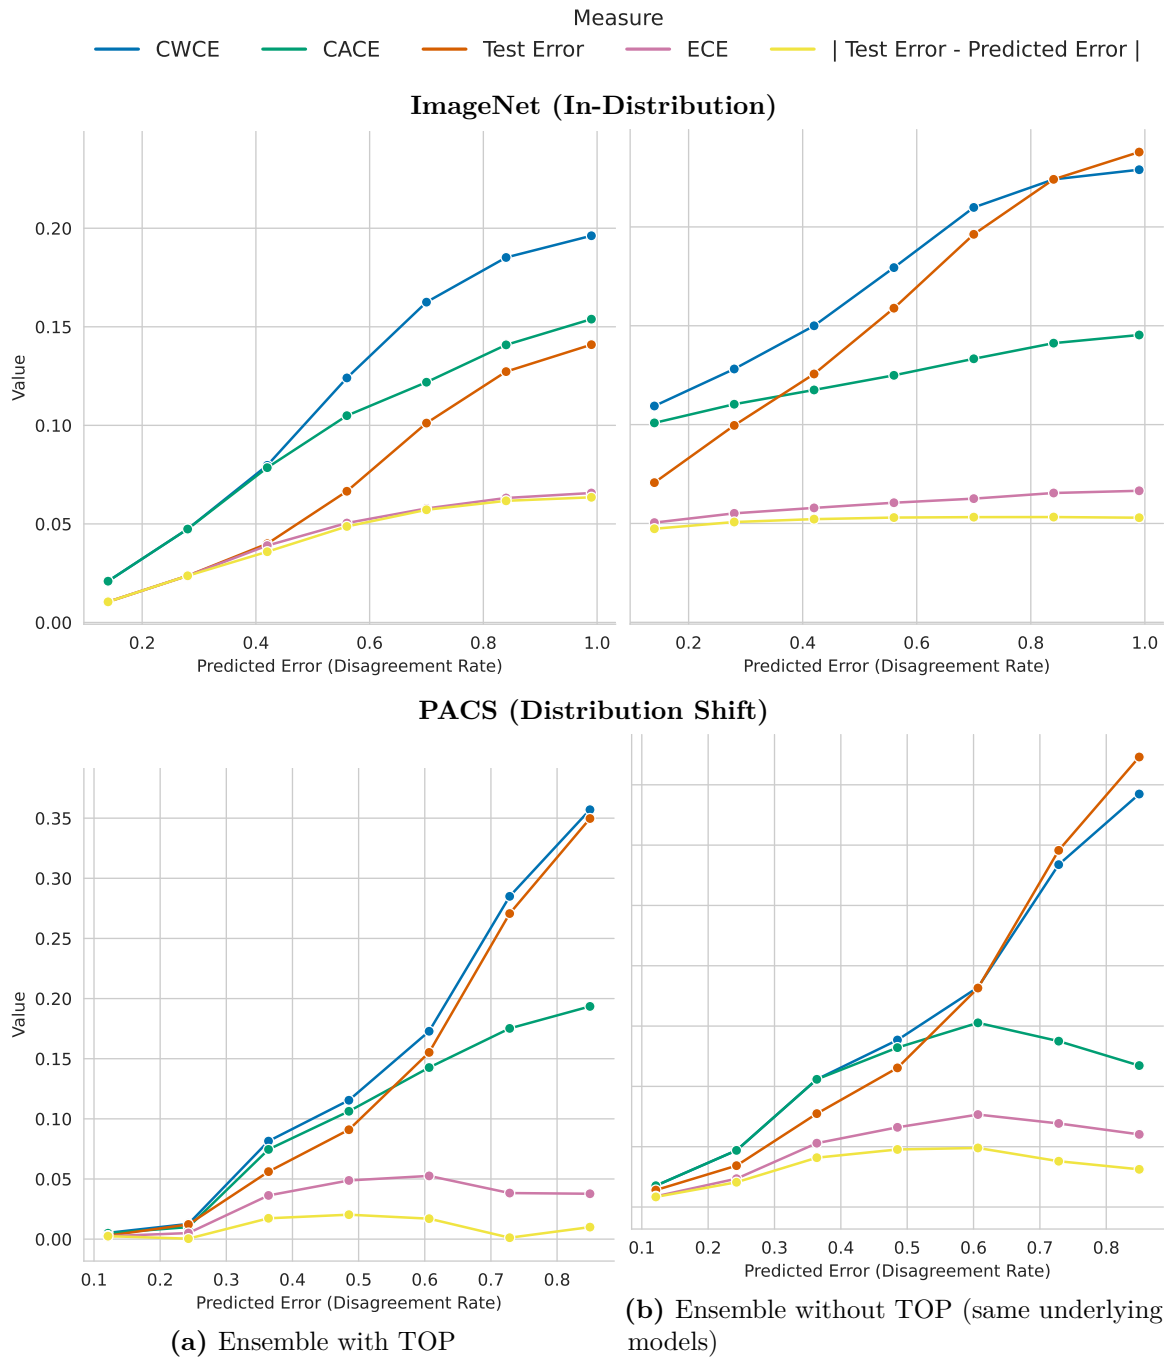 Measure
CWCE CACE Test Error ECE | Test Error - Predicted Error |
ImageNet (In-Distribution)
0.20
0.15
0.10
0.05
0.00
Value
0.2 0.4 0.6 0.8 1.0
Predicted Error (Disagreement Rate)
0.2 0.4 0.6 0.8 1.0
Predicted Error (Disagreement Rate)
PACS (Distribution Shift)
0.35
0.30
0.25
0.20
0.15
0.10
0.05
0.00
Value
0.1 0.2 0.3 0.4 0.5 0.6 0.7 0.8
Predicted Error (Disagreement Rate)
(a) Ensemble with TOP
0.1 0.2 0.3 0.4 0.5 0.6 0.7 0.8
Predicted Error (Disagreement Rate)
(b) Ensemble without TOP (same underlying
models)